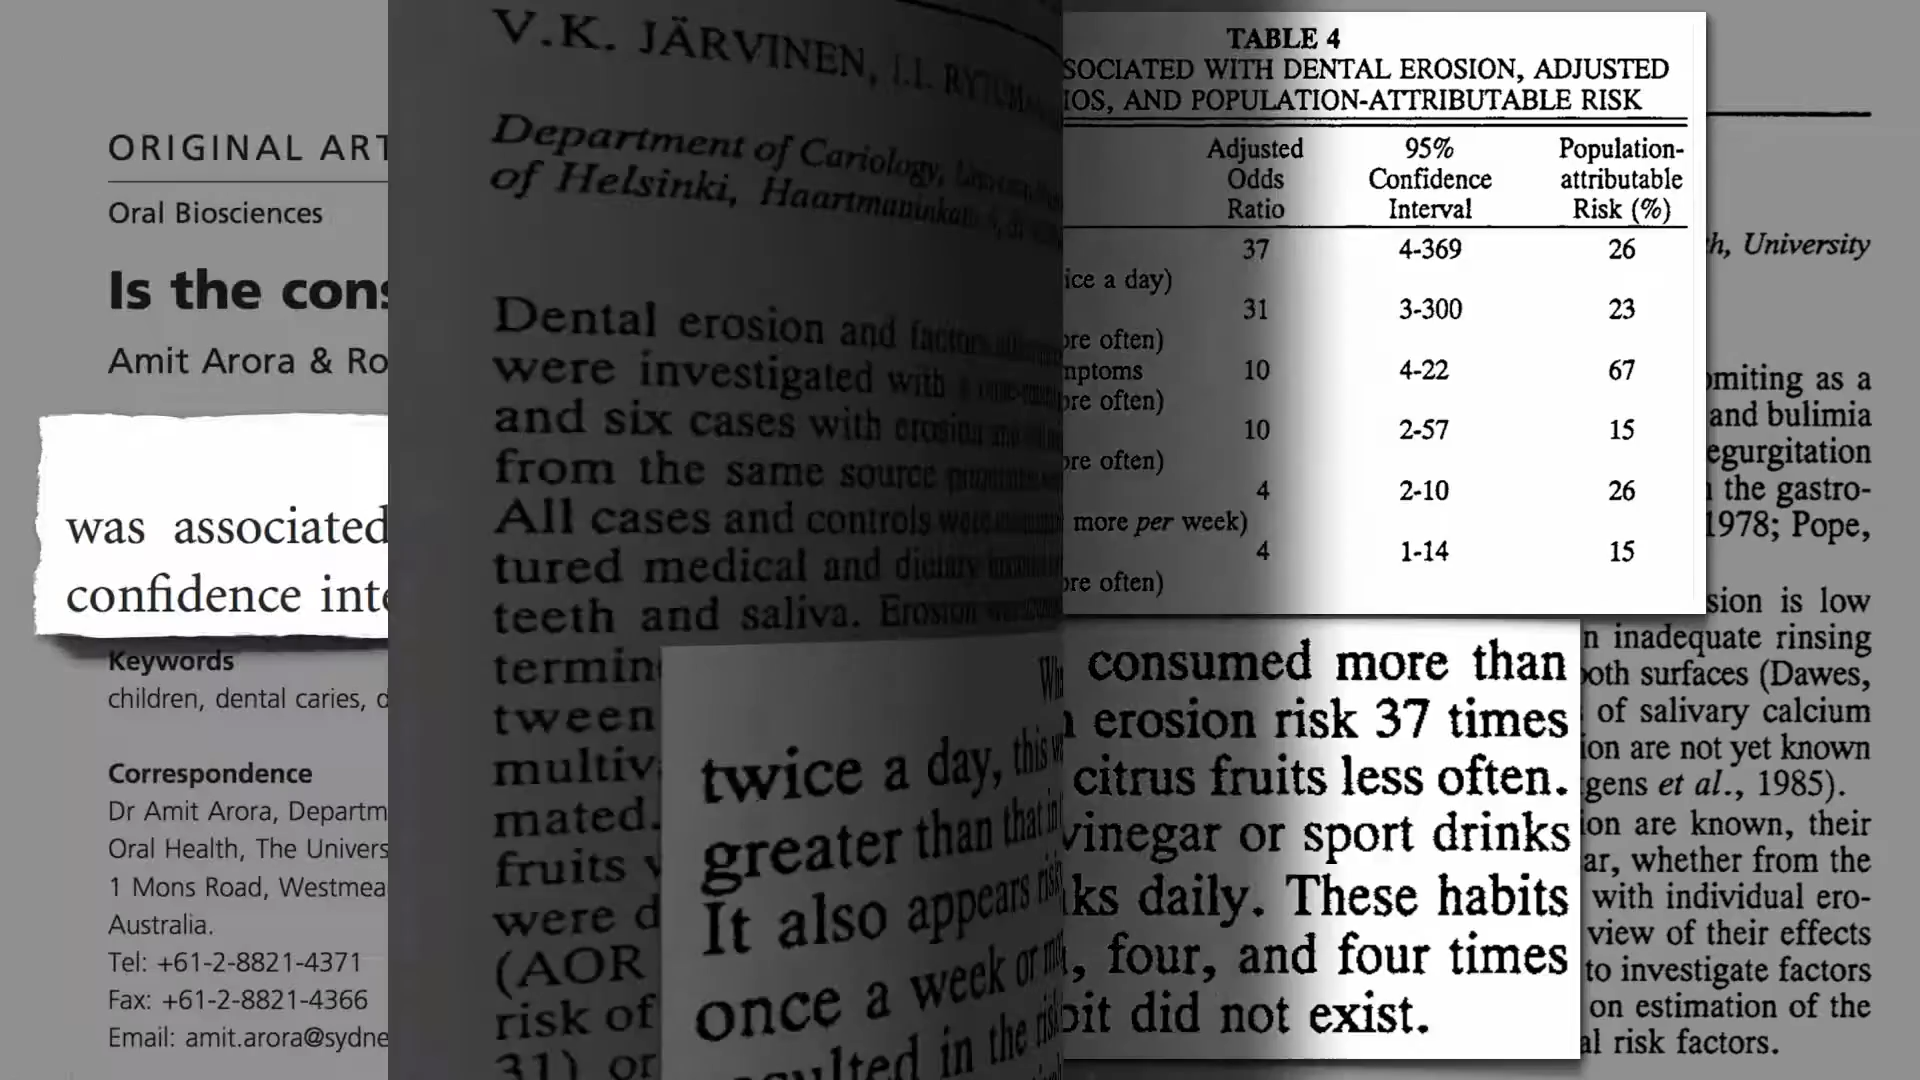 ORIGINAL ART
Oral Biosciences
Is the cons
Amit Arora & Ro
was associated
confidence inte
Keywords
children, dental caries, d
Correspondence
Dr Amit Arora, Departm
Oral Health, The Univers
1 Mons Road, Westmea
Australia.
Tel: +61-2-8821-4371
Fax: +61-2-8821-4366
Email: amit.arora@sydne
V.K. JÄRVINEN, I.I.
Department of Cariology,
of Helsinki, Haartmaninkatu
Dental erosion and factors
were investigated with
and six cases with erosion
from the same source
All cases and controls were
tured medical and dietary
teeth and saliva. Erosion
termin
tween
multiv
mated.
fruits
were d
(AOR
risk of
31) or
twice a day, this
greater than that in
It also appears
once a week or
in the
TABLE 4
SOCIATED WITH DENTAL EROSION, ADJUSTED
IOS, AND POPULATION-ATTRIBUTABLE RISK
Adjusted Odds Ratio 95% Confidence Interval Population-attributable Risk (%)
37 4-369 26
ice a day)
31 3-300 23
ore often)
mptoms 10 4-22 67
ore often)
10 2-57 15
ore often)
4 2-10 26
more per week)
4 1-14 15
ore often)
consumed more than
erosion risk 37 times
citrus fruits less often.
vinegar or sport drinks
ks daily. These habits
, four, and four times
bit did not exist.
h, University
omiting as a
and bulimia
egurgitation
the gastro-
1978; Pope,
sion is low
n inadequate rinsing
oth surfaces (Dawes,
of salivary calcium
ion are not yet known
gens et al., 1985).
ion are known, their
ar, whether from the
with individual ero-
view of their effects
to investigate factors
on estimation of the
al risk factors.